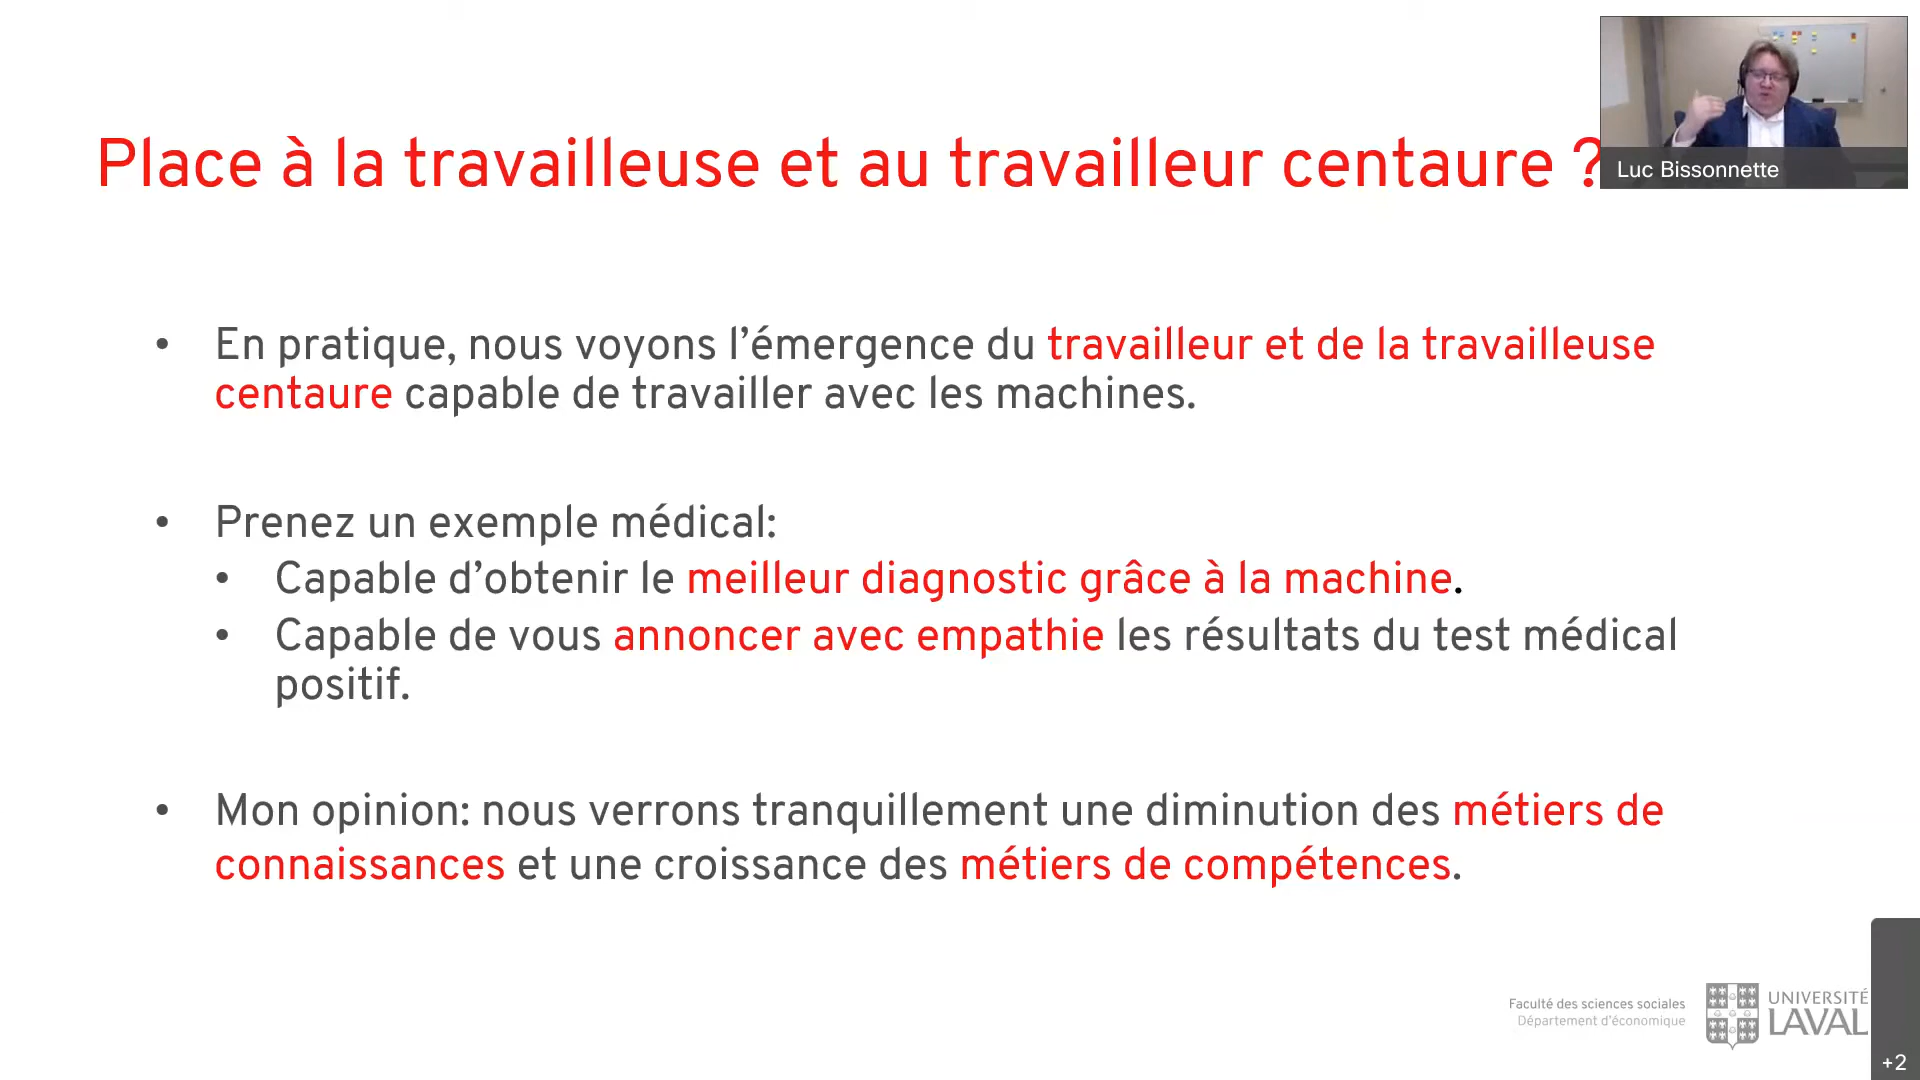 Place à la travailleuse et au travailleur centaure ?
Luc Bissonnette
• En pratique, nous voyons l’émergence du travailleur et de la travailleuse
centaure capable de travailler avec les machines.
• Prenez un exemple médical:
• Capable d’obtenir le meilleur diagnostic grâce à la machine.
• Capable de vous annoncer avec empathie les résultats du test médical
positif.
• Mon opinion: nous verrons tranquillement une diminution des métiers de
connaissances et une croissance des métiers de compétences.
Faculté des sciences sociales
Département d’économique
UNIVERSITÉ
LAVAL
+2